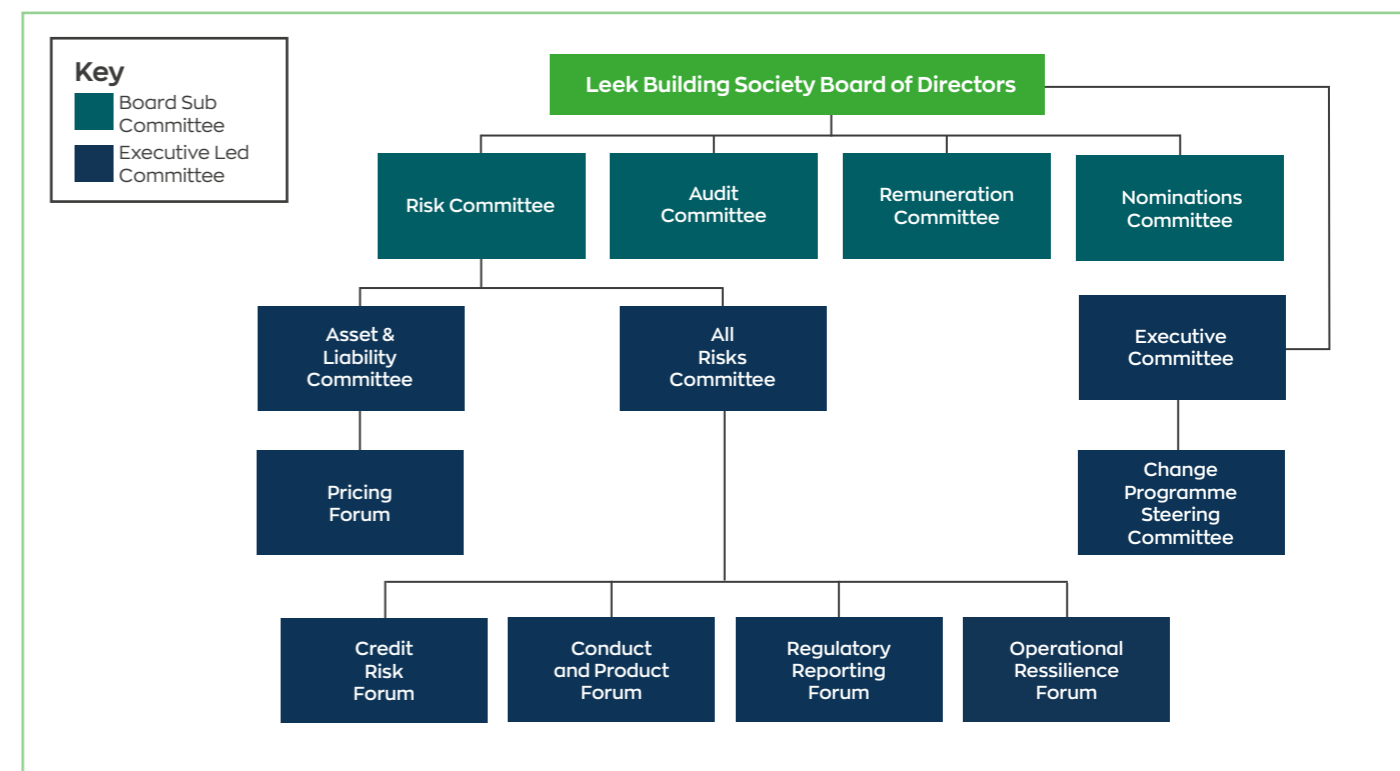 Key
Board Sub
Committee
Executive Led
Committee
Leek Building Society Board of Directors
Risk Committee
Audit
Committee
Remuneration
Committee
Nominations
Committee
Asset &
Liability
Committee
All
Risks
Committee
Executive
Committee
Pricing
Forum
Change
Programme
Steering
Committee
Credit
Risk
Forum
Conduct
and Product
Forum
Regulatory
Reporting
Forum
Operational
Ressilience
Forum